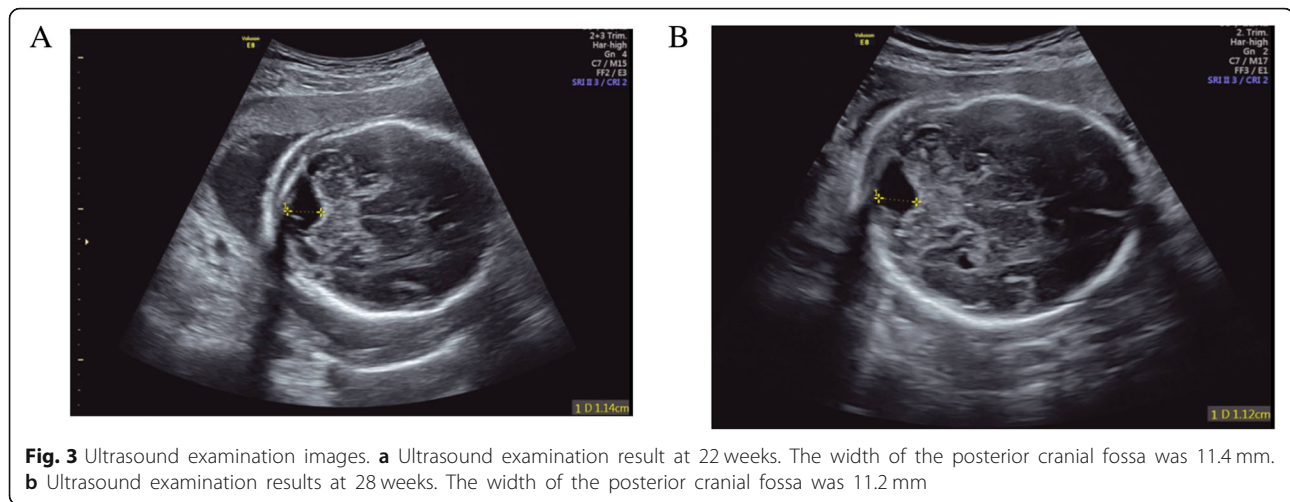 A
Voluson
E8
2+3 Trim.
Har-high
Gn 4
C7 / M15
FF2 / E3
SRI II 3 / CRI 2
1 D 1.14cm
B
Voluson
E8
2. Trim.
Har-high
Gn 2
C7 / M17
FF3 / E1
SRI II 3 / CRI 2
1 D 1.12cm
Fig. 3 Ultrasound examination images. a Ultrasound examination result at 22 weeks. The width of the posterior cranial fossa was 11.4 mm.
b Ultrasound examination results at 28 weeks. The width of the posterior cranial fossa was 11.2 mm